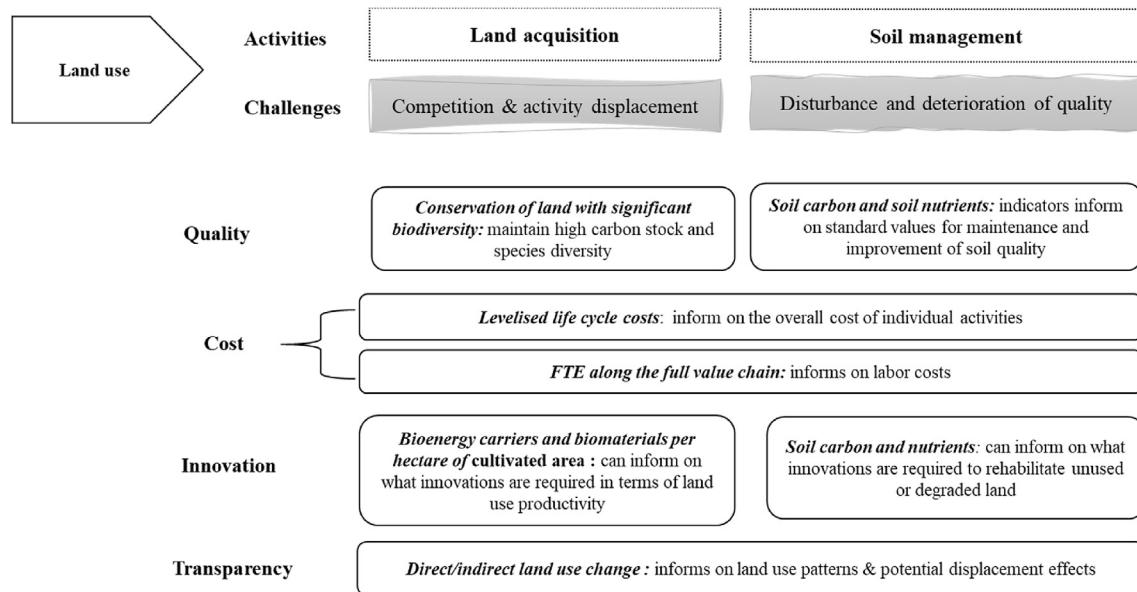 Land use
Activities
Land acquisition
Soil management
Challenges
Competition & activity displacement
Disturbance and deterioration of quality
Quality
Conservation of land with significant
biodiversity: maintain high carbon stock and
species diversity
Soil carbon and soil nutrients: indicators inform
on standard values for maintenance and
improvement of soil quality
Cost
Levelised life cycle costs: inform on the overall cost of individual activities
FTE along the full value chain: informs on labor costs
Innovation
Bioenergy carriers and biomaterials per
hectare of cultivated area : can inform on
what innovations are required in terms of land
use productivity
Soil carbon and nutrients: can inform on what
innovations are required to rehabilitate unused
or degraded land
Transparency
Direct/indirect land use change : informs on land use patterns & potential displacement effects